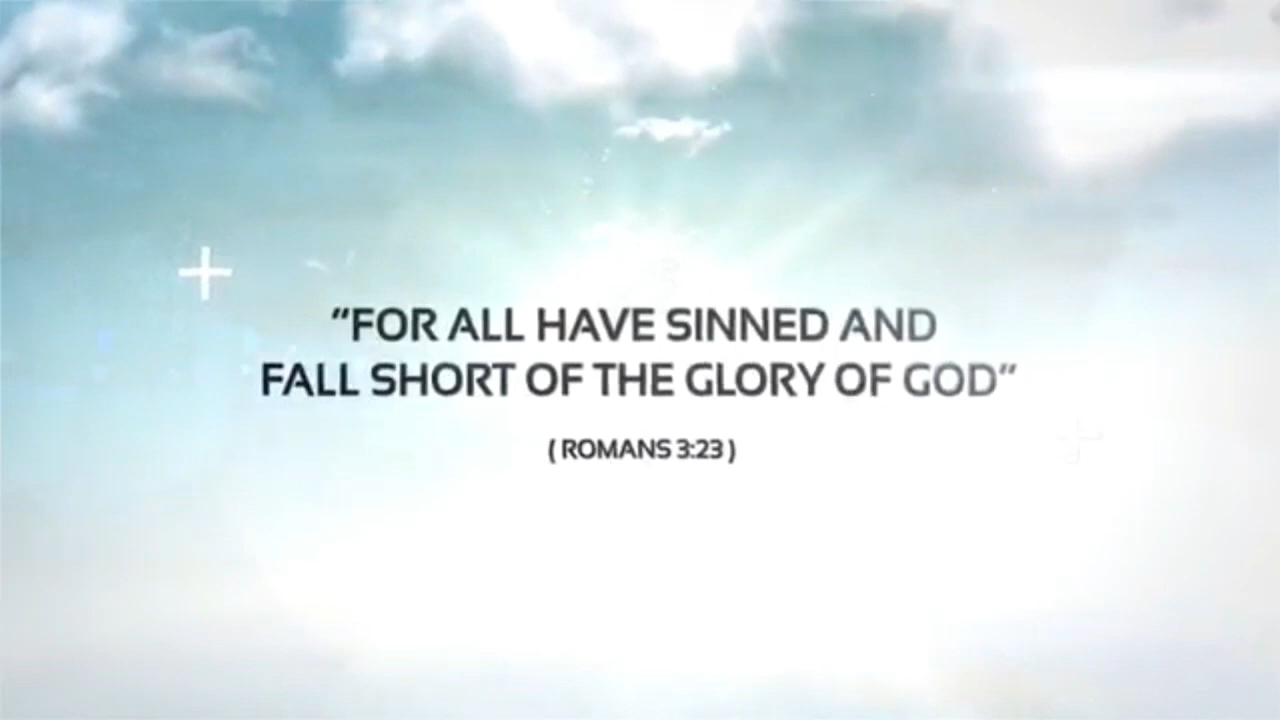 “FOR ALL HAVE SINNED AND
FALL SHORT OF THE GLORY OF GOD”
( ROMANS 3:23 )